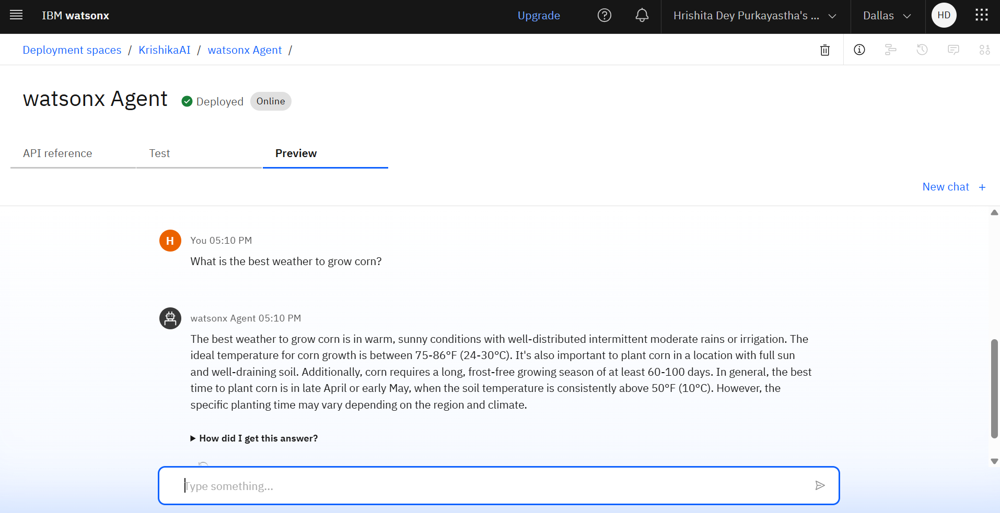 IBM watsonx
Upgrade
Hrishita Dey Purkayastha's ...
Dallas
HD
Deployment spaces / KrishikaAI / watsonx Agent /
watsonx Agent
Deployed
Online
API reference
Test
Preview
New chat +
H
You 05:10 PM
What is the best weather to grow corn?
watsonx Agent 05:10 PM
The best weather to grow corn is in warm, sunny conditions with well-distributed intermittent moderate rains or irrigation. The
ideal temperature for corn growth is between 75-86°F (24-30°C). It's also important to plant corn in a location with full sun
and well-draining soil. Additionally, corn requires a long, frost-free growing season of at least 60-100 days. In general, the best
time to plant corn is in late April or early May, when the soil temperature is consistently above 50°F (10°C). However, the
specific planting time may vary depending on the region and climate.
How did I get this answer?
Type something...